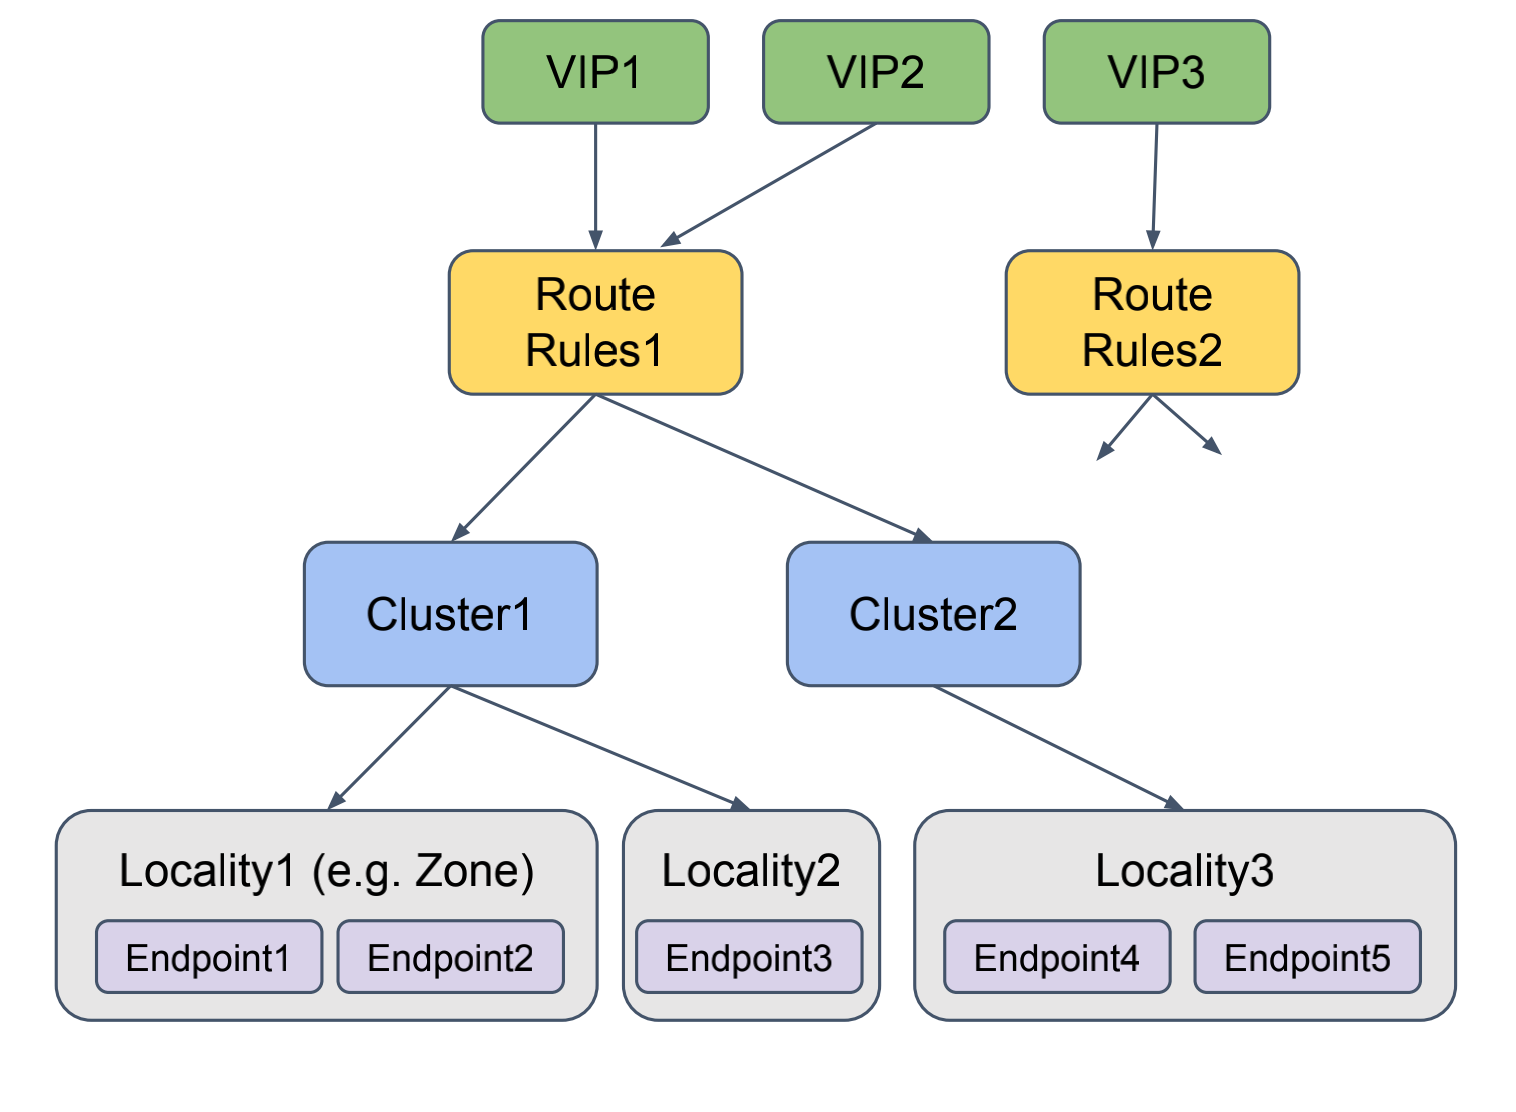 VIP1
VIP2
VIP3
Route
Rules1
Route
Rules2
Cluster1
Cluster2
Locality1 (e.g. Zone)
Locality2
Locality3
Endpoint1
Endpoint2
Endpoint3
Endpoint4
Endpoint5